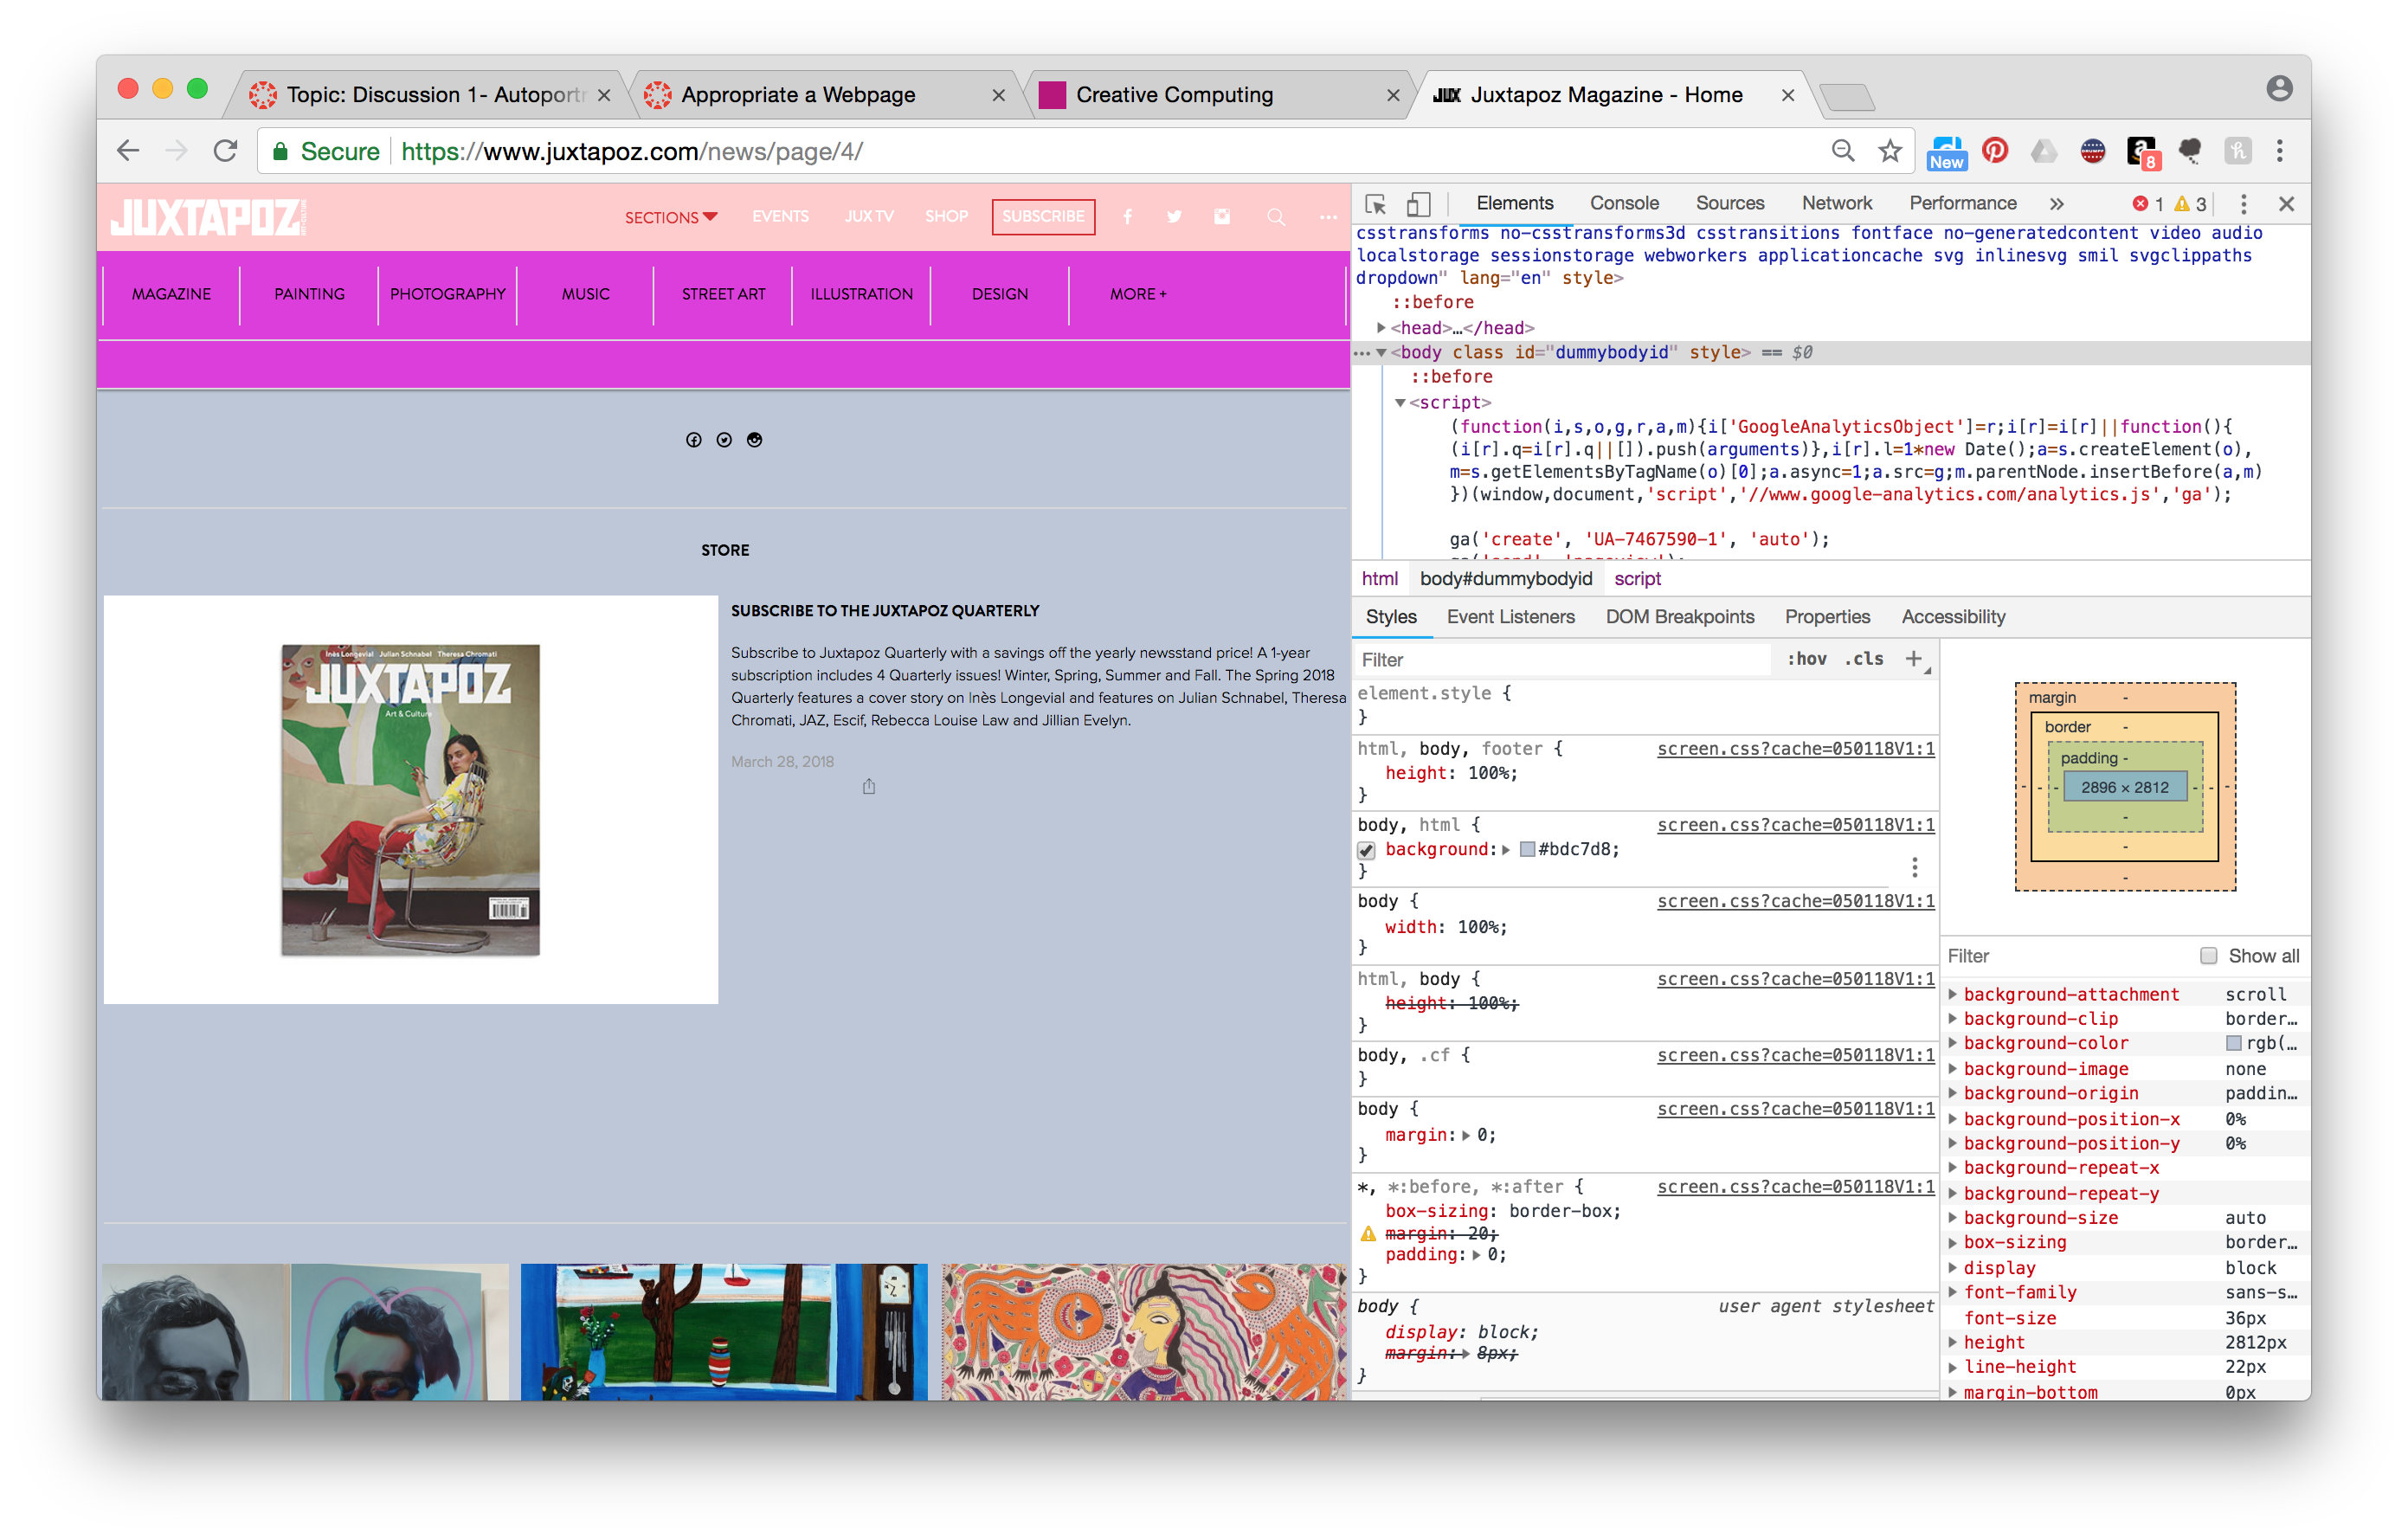 Topic: Discussion 1- Autoportr
Appropriate a Webpage
Creative Computing
JUX Juxtapoz Magazine - Home
Secure https://www.juxtapoz.com/news/page/4/
New
8
JUXTAPOZ
SECTIONS EVENTS JUX TV SHOP SUBSCRIBE
MAGAZINE PAINTING PHOTOGRAPHY MUSIC STREET ART ILLUSTRATION DESIGN MORE +
STORE
Inès Longevial Julian Schnabel Theresa Chromati
JUXTAPOZ
Art & Culture
SUBSCRIBE TO THE JUXTAPOZ QUARTERLY
Subscribe to Juxtapoz Quarterly with a savings off the yearly newsstand price! A 1-year
subscription includes 4 Quarterly issues! Winter, Spring, Summer and Fall. The Spring 2018
Quarterly features a cover story on Inès Longevial and features on Julian Schnabel, Theresa
Chromati, JAZ, Escif, Rebecca Louise Law and Jillian Evelyn.
March 28, 2018
Elements Console Sources Network Performance » 1 3
csstransforms no-csstransforms3d csstransitions fontface no-generatedcontent video audio
localstorage sessionstorage webworkers applicationcache svg inlinesvg smil svgclippaths
dropdown" lang="en" style>
::before
<head>…</head>
<body class id="dummybodyid" style> == $0
::before
<script>
(function(i,s,o,g,r,a,m){i['GoogleAnalyticsObject']=r;i[r]=i[r]||function(){
(i[r].q=i[r].q||[]).push(arguments)},i[r].l=1*new Date();a=s.createElement(o),
m=s.getElementsByTagName(o)[0];a.async=1;a.src=g;m.parentNode.insertBefore(a,m)
})(window,document,'script','//www.google-analytics.com/analytics.js','ga');
ga('create', 'UA-7467590-1', 'auto');
html body#dummybodyid script
Styles Event Listeners DOM Breakpoints Properties Accessibility
Filter :hov .cls +
element.style {
}
html, body, footer { screen.css?cache=050118V1:1
height: 100%;
}
body, html { screen.css?cache=050118V1:1
background: #bdc7d8;
}
body { screen.css?cache=050118V1:1
width: 100%;
}
html, body { screen.css?cache=050118V1:1
height: 100%;
}
body, .cf { screen.css?cache=050118V1:1
}
body { screen.css?cache=050118V1:1
margin: 0;
}
*, *:before, *:after { screen.css?cache=050118V1:1
box-sizing: border-box;
margin: 20;
padding: 0;
}
body { user agent stylesheet
display: block;
margin: 8px;
}
margin -
border -
padding -
- - - 2896 × 2812 - - -
-
-
-
Filter Show all
background-attachment scroll
background-clip border…
background-color rgb(…
background-image none
background-origin paddin…
background-position-x 0%
background-position-y 0%
background-repeat-x
background-repeat-y
background-size auto
box-sizing border…
display block
font-family sans-s…
font-size 36px
height 2812px
line-height 22px
margin-bottom 0px